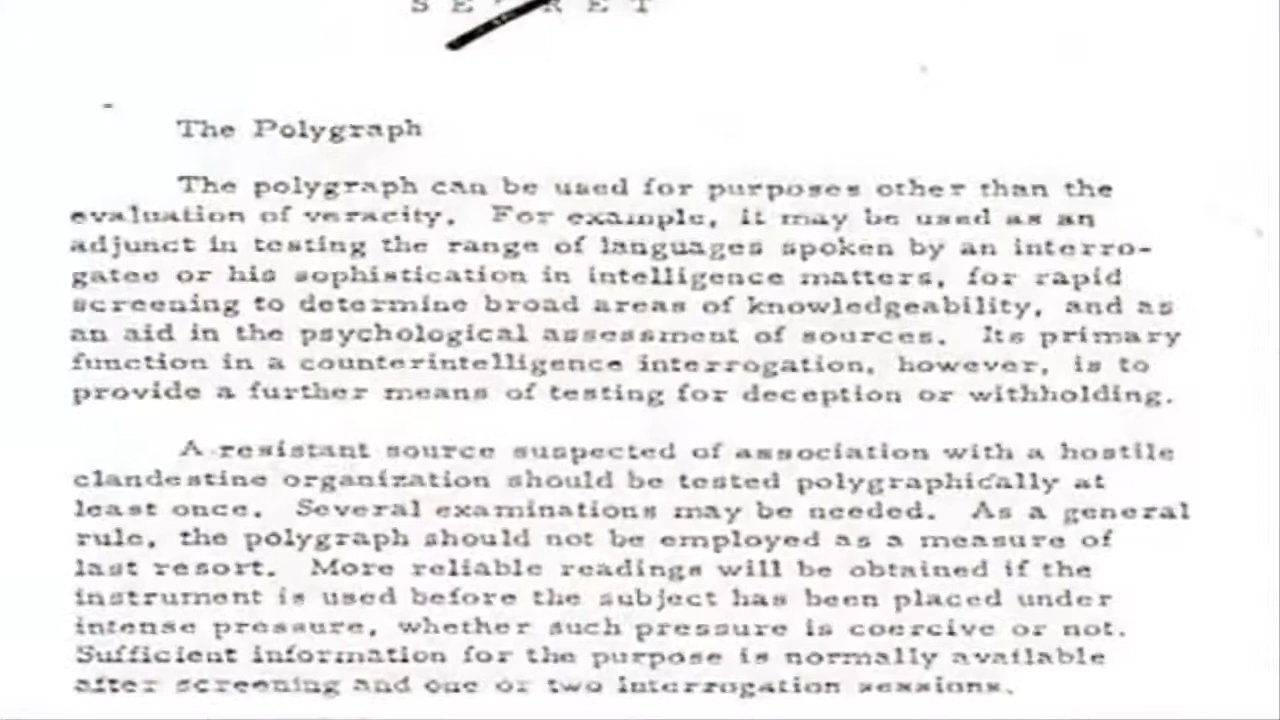 SECRET
The Polygraph
The polygraph can be used for purposes other than the
evaluation of veracity. For example, it may be used as an
adjunct in testing the range of languages spoken by an interro-
gatee or his sophistication in intelligence matters, for rapid
screening to determine broad areas of knowledgeability, and as
an aid in the psychological assessment of sources. Its primary
function in a counterintelligence interrogation, however, is to
provide a further means of testing for deception or withholding.
A resistant source suspected of association with a hostile
clandestine organization should be tested polygraphically at
least once. Several examinations may be needed. As a general
rule, the polygraph should not be employed as a measure of
last resort. More reliable readings will be obtained if the
instrument is used before the subject has been placed under
intense pressure, whether such pressure is coercive or not.
Sufficient information for the purpose is normally available
after screening and one or two interrogation sessions.